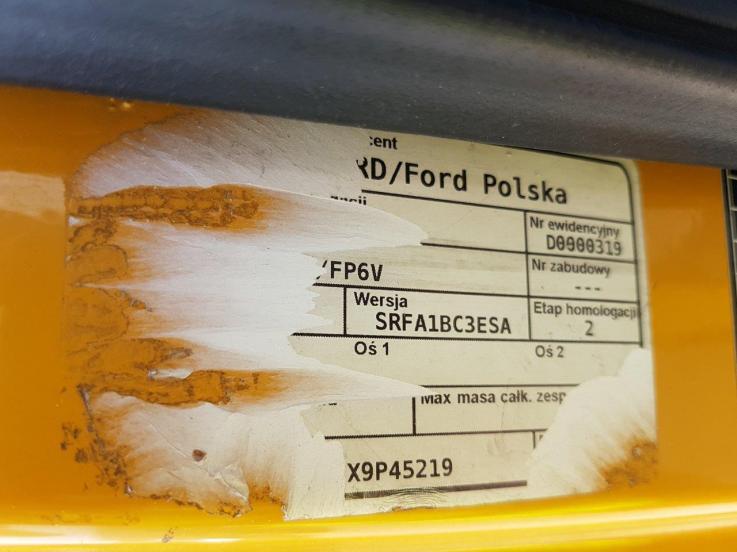 cent
RD/Ford Polska
Nr ewidencyjny
D0000319
/FP6V
Nr zabudowy
---
Wersja
SRFA1BC3ESA
Etap homologacji
2
Oś 1
Oś 2
Max masa całk. zesp
X9P45219